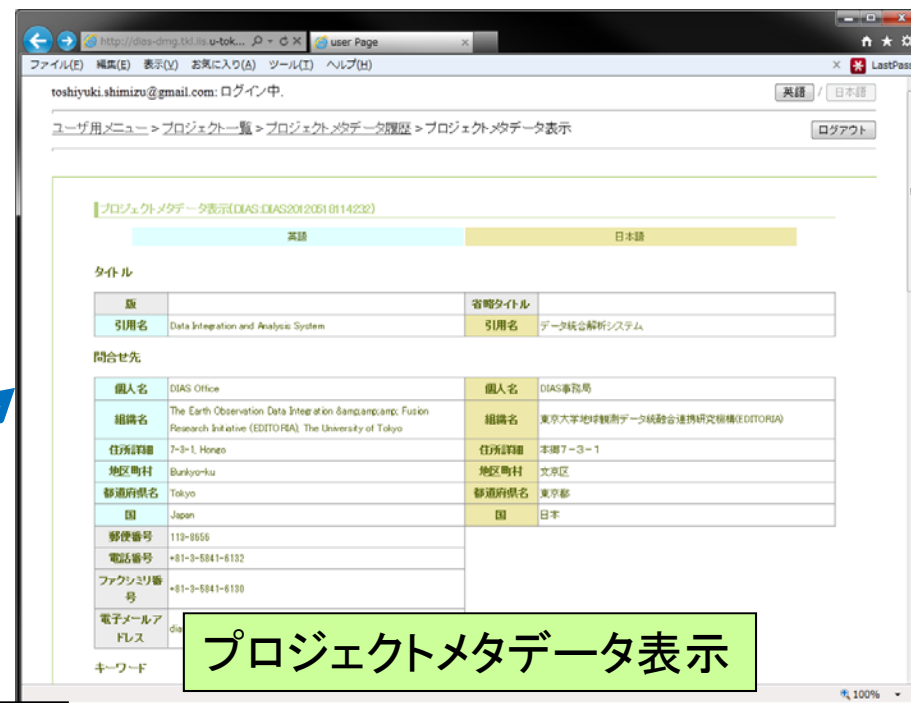 http://dias-dmg.tkl.iis.u-tok... user Page
ファイル(F) 編集(E) 表示(V) お気に入り(A) ツール(T) ヘルプ(H) LastPass
toshiyuki.shimizu@gmail.com: ログイン中. 英語 / 日本語
ユーザ用メニュー > プロジェクト一覧 > プロジェクトメタデータ履歴 > プロジェクトメタデータ表示 ログアウト
プロジェクトメタデータ表示(DIAS:DIAS20120518114232)
英語 日本語
タイトル
版 省略タイトル
引用名 Data Integration and Analysis System 引用名 データ統合解析システム
問合せ先
個人名 DIAS Office 個人名 DIAS事務局
組織名 The Earth Observation Data Integration &amp;amp;amp; Fusion Research Initiative (EDITORIA), The University of Tokyo 組織名 東京大学地球観測データ統融合連携研究機構(EDITORIA)
住所詳細 7-3-1, Hongo 住所詳細 本郷7-3-1
地区町村 Bunkyo-ku 地区町村 文京区
都道府県名 Tokyo 都道府県名 東京都
国 Japan 国 日本
郵便番号 113-8656
電話番号 +81-3-5841-6132
ファクシミリ番号 +81-3-5841-6130
電子メールアドレス
キーワード
プロジェクトメタデータ表示
100%